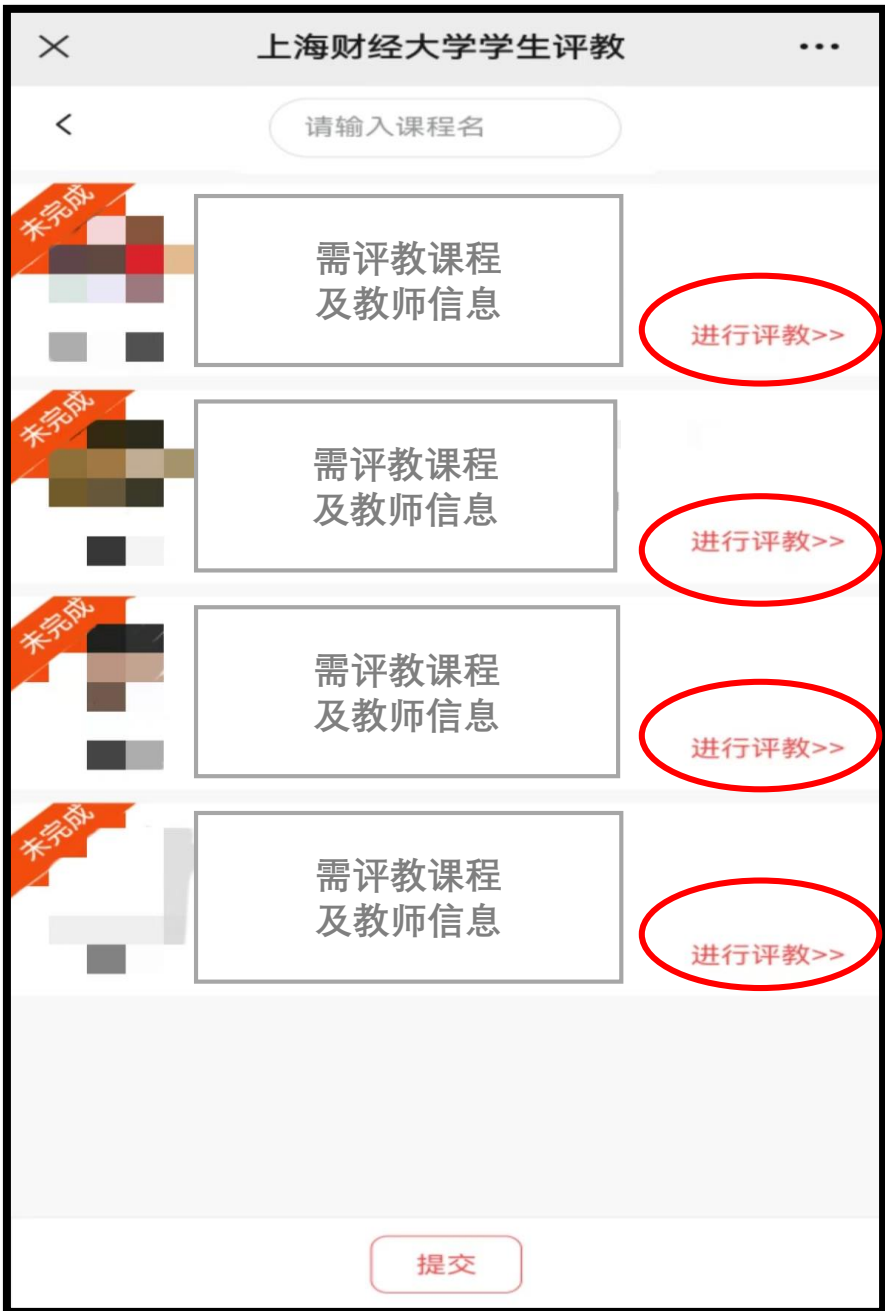 上海财经大学学生评教
请输入课程名
未完成
需评教课程
及教师信息
进行评教>>
未完成
需评教课程
及教师信息
进行评教>>
未完成
需评教课程
及教师信息
进行评教>>
未完成
需评教课程
及教师信息
进行评教>>
提交